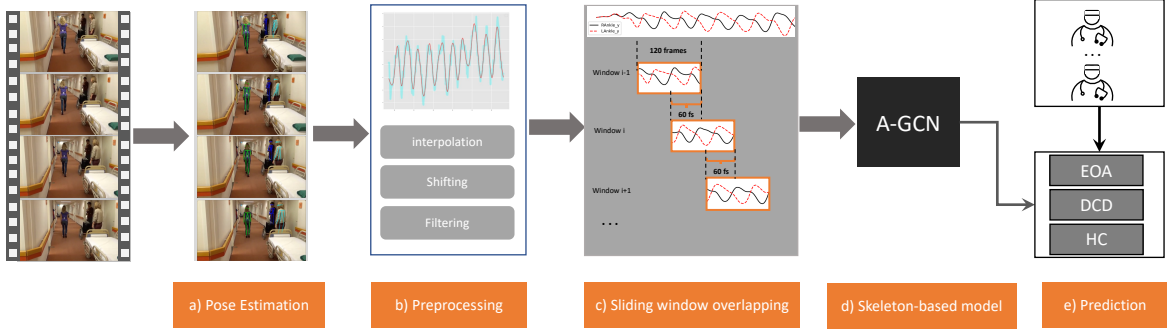 RAnkle_y
LAnkle_y
120 frames
Window i-1
60 fs
Window i
60 fs
Window i+1
. . .
interpolation
Shifting
Filtering
A-GCN
. . .
EOA
DCD
HC
a) Pose Estimation
b) Preprocessing
c) Sliding window overlapping
d) Skeleton-based model
e) Prediction